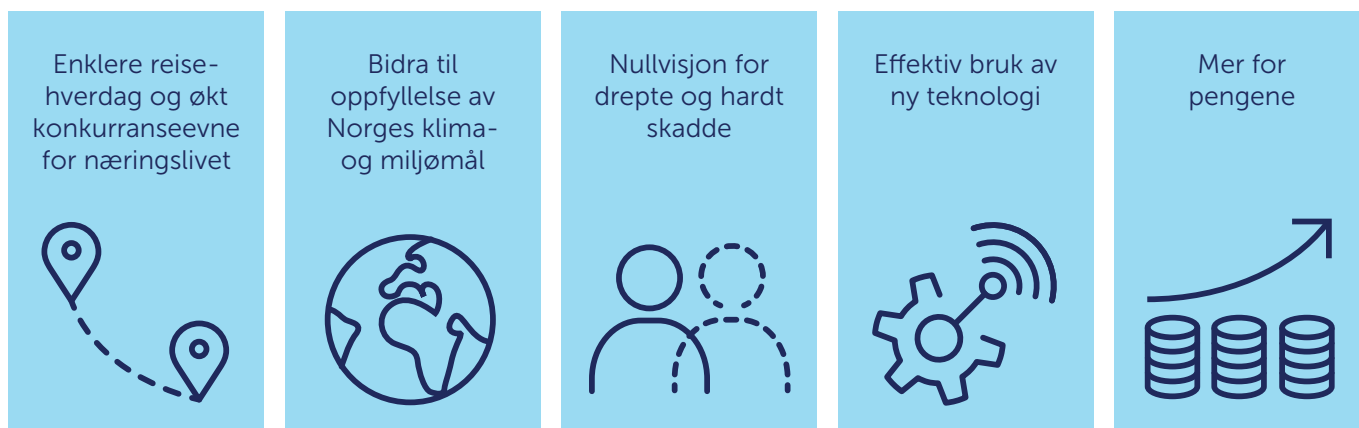 Enklere reise-
hverdag og økt
konkurranseevne
for næringslivet
Bidra til
oppfyllelse av
Norges klima-
og miljømål
Nullvisjon for
drepte og hardt
skadde
Effektiv bruk av
ny teknologi
Mer for
pengene